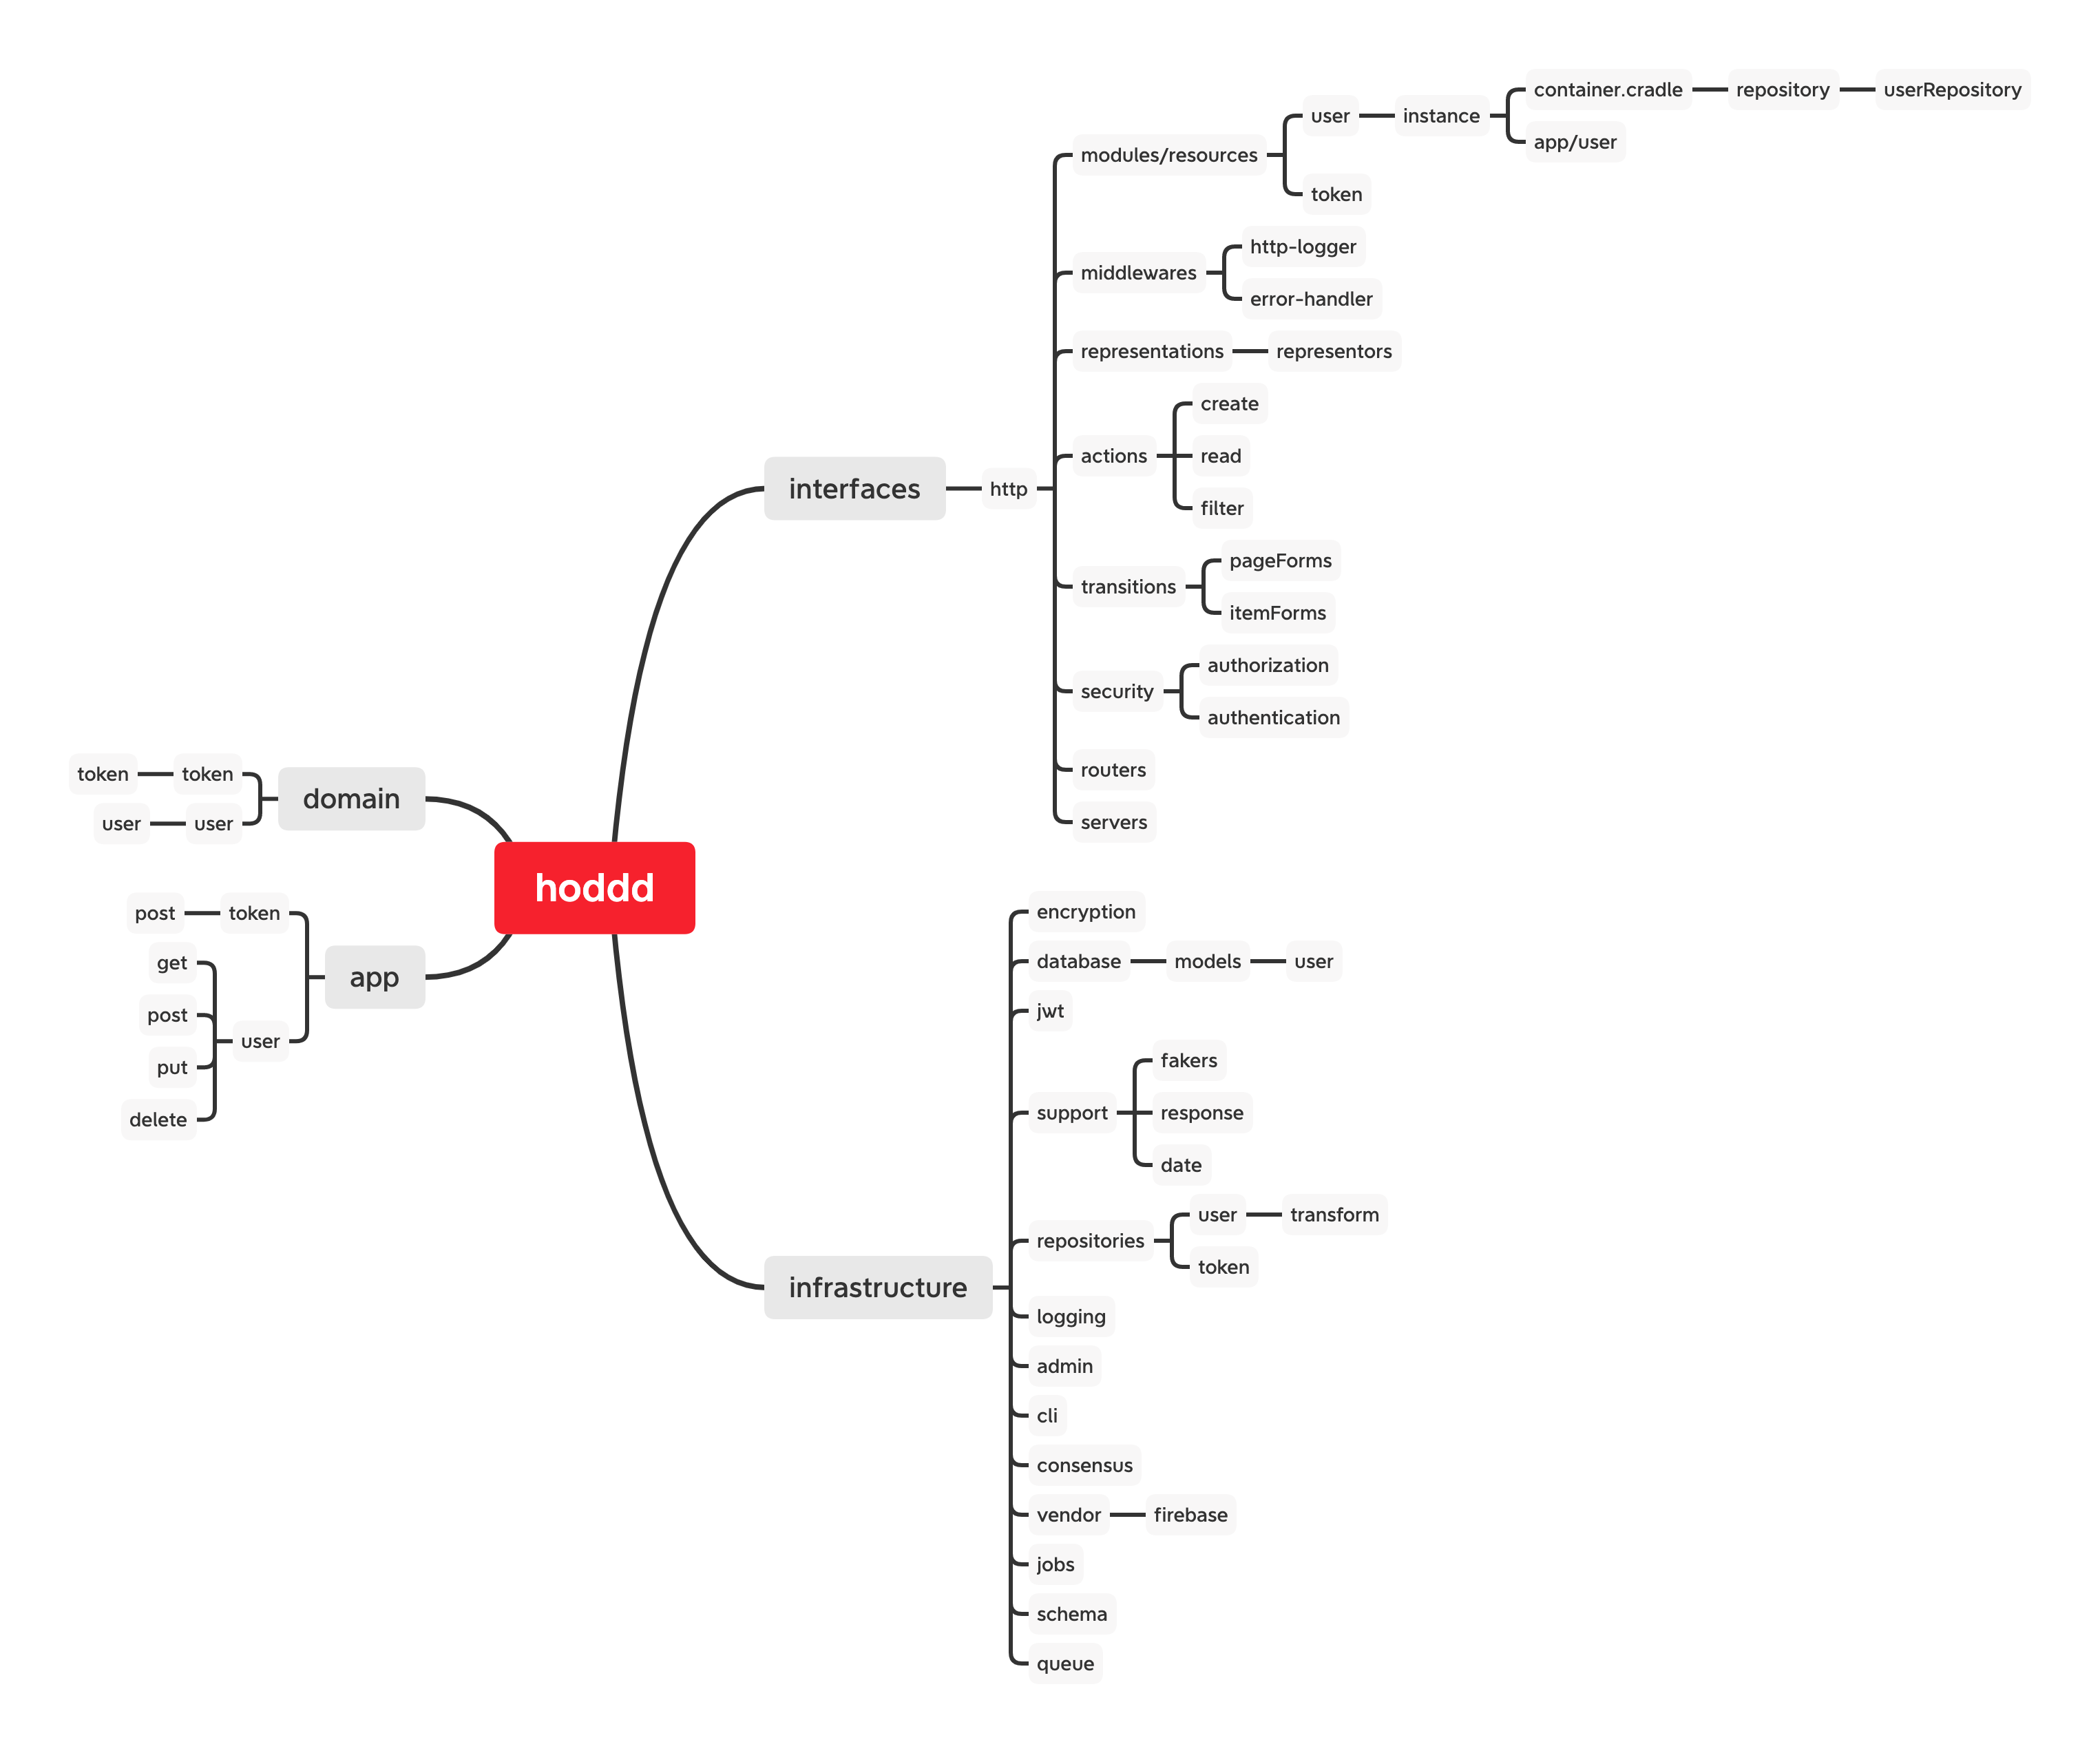 hoddd
interfaces
http
modules/resources
user
instance
container.cradle
repository
userRepository
app/user
token
middlewares
http-logger
error-handler
representations
representors
actions
create
read
filter
transitions
pageForms
itemForms
security
authorization
authentication
routers
servers
infrastructure
encryption
database
models
user
jwt
support
fakers
response
date
repositories
user
transform
token
logging
admin
cli
consensus
vendor
firebase
jobs
schema
queue
domain
token
token
user
user
app
token
post
user
get
post
put
delete